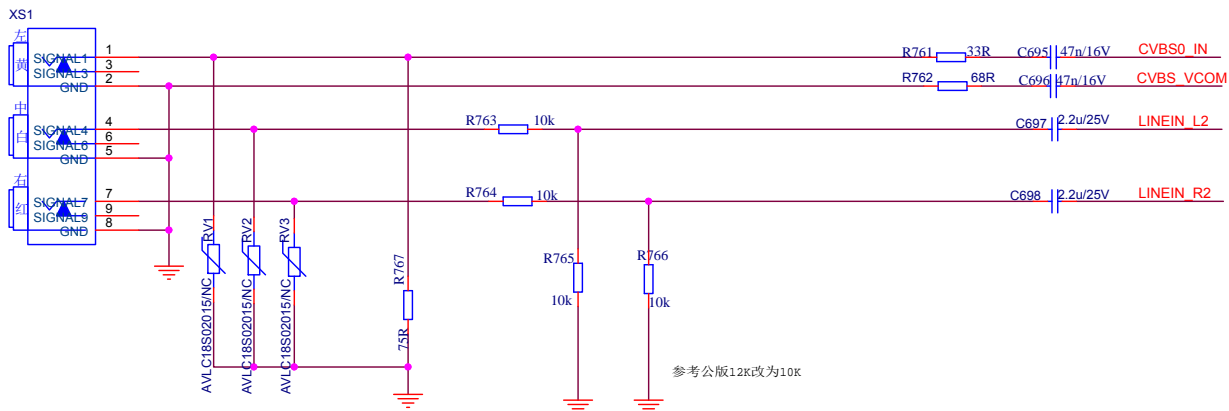 XS1
左
黄
SIGNAL1
1
SIGNAL3
3
GND
2
中
白
SIGNAL4
4
SIGNAL6
6
GND
5
右
红
SIGNAL7
7
SIGNAL9
9
GND
8
R761 33R C695 47n/16V CVBS0_IN
R762 68R C696 47n/16V CVBS_VCOM
R763 10k C697 2.2u/25V LINEIN_L2
R764 10k C698 2.2u/25V LINEIN_R2
RV1
AVLC18S02015/NC
RV2
AVLC18S02015/NC
RV3
AVLC18S02015/NC
R767
75R
R765
10k
R766
10k
参考公版12K改为10K